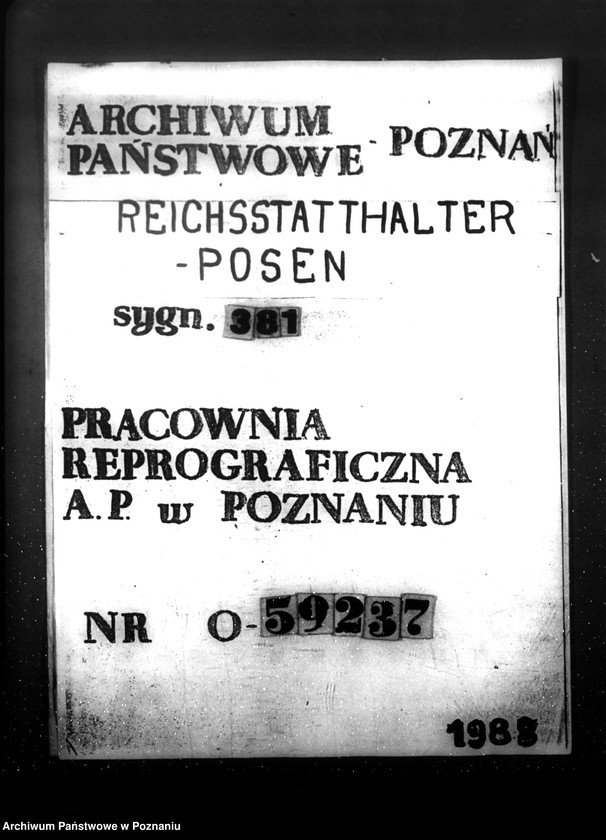 ARCHIWUM
PAŃSTWOWE - POZNAŃ
REICHSSTATTHALTER
-POSEN
sygn. 381
PRACOWNIA
REPROGRAFICZNA
A.P. w POZNANIU
NR O-59237
1988
Archiwum Państwowe w Poznaniu